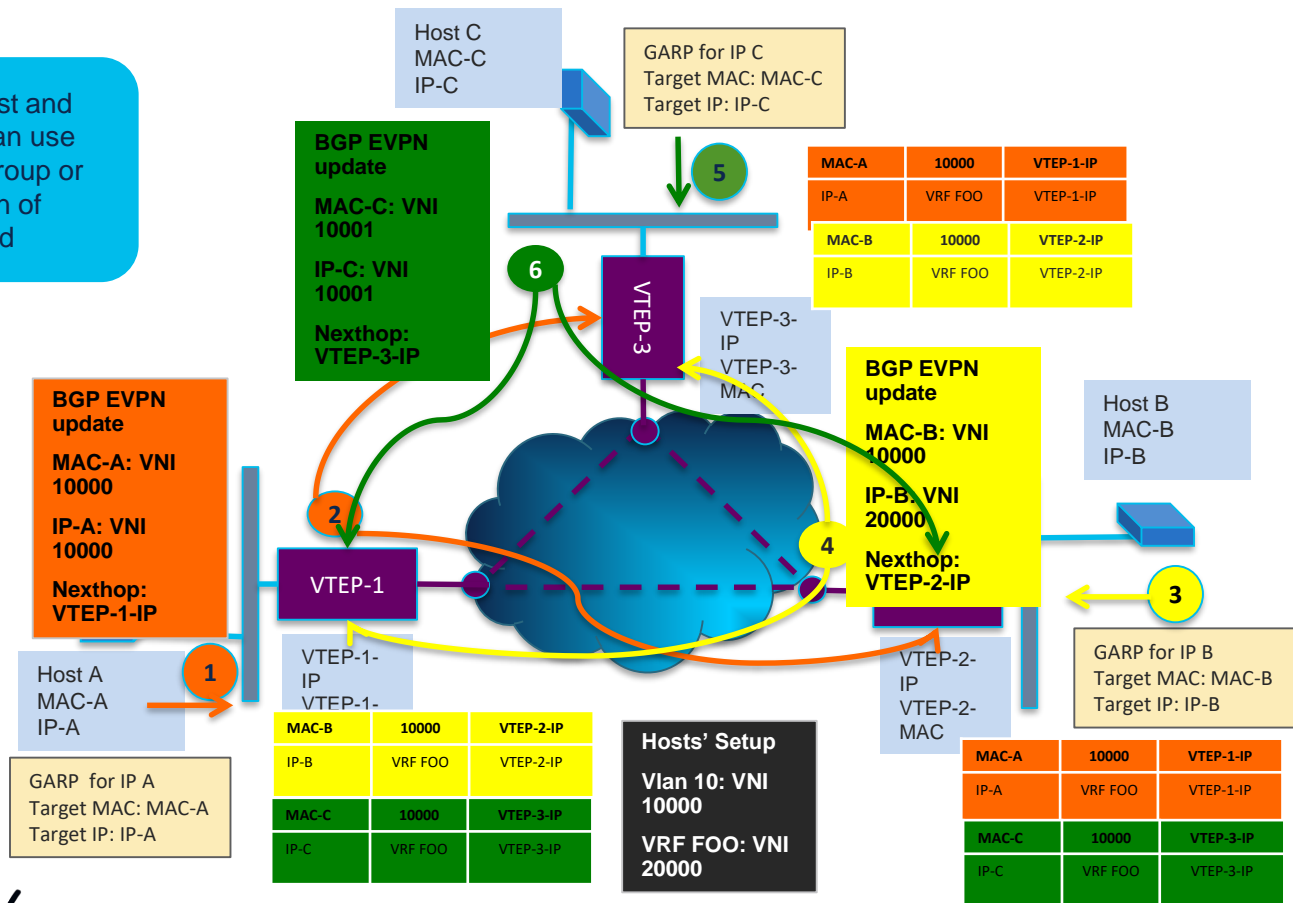 Host C
MAC-C
IP-C
GARP for IP C
Target MAC: MAC-C
Target IP: IP-C
st and
an use
roup or
n of
d
BGP EVPN
update
MAC-C: VNI
10001
IP-C: VNI
10001
Nexthop:
VTEP-3-IP
5
MAC-A 10000 VTEP-1-IP
IP-A VRF FOO VTEP-1-IP
MAC-B 10000 VTEP-2-IP
IP-B VRF FOO VTEP-2-IP
6
VTEP-3
VTEP-3-
IP
VTEP-3-
MAC
BGP EVPN
update
MAC-A: VNI
10000
IP-A: VNI
10000
Nexthop:
VTEP-1-IP
BGP EVPN
update
MAC-B: VNI
10000
IP-B: VNI
20000
Nexthop:
VTEP-2-IP
Host B
MAC-B
IP-B
2
4
VTEP-1
3
1
Host A
MAC-A
IP-A
VTEP-1-
IP
VTEP-1-
VTEP-2-
IP
VTEP-2-
MAC
GARP for IP B
Target MAC: MAC-B
Target IP: IP-B
GARP for IP A
Target MAC: MAC-A
Target IP: IP-A
MAC-B 10000 VTEP-2-IP
IP-B VRF FOO VTEP-2-IP
MAC-C 10000 VTEP-3-IP
IP-C VRF FOO VTEP-3-IP
Hosts' Setup
Vlan 10: VNI
10000
VRF FOO: VNI
20000
MAC-A 10000 VTEP-1-IP
IP-A VRF FOO VTEP-1-IP
MAC-C 10000 VTEP-3-IP
IP-C VRF FOO VTEP-3-IP